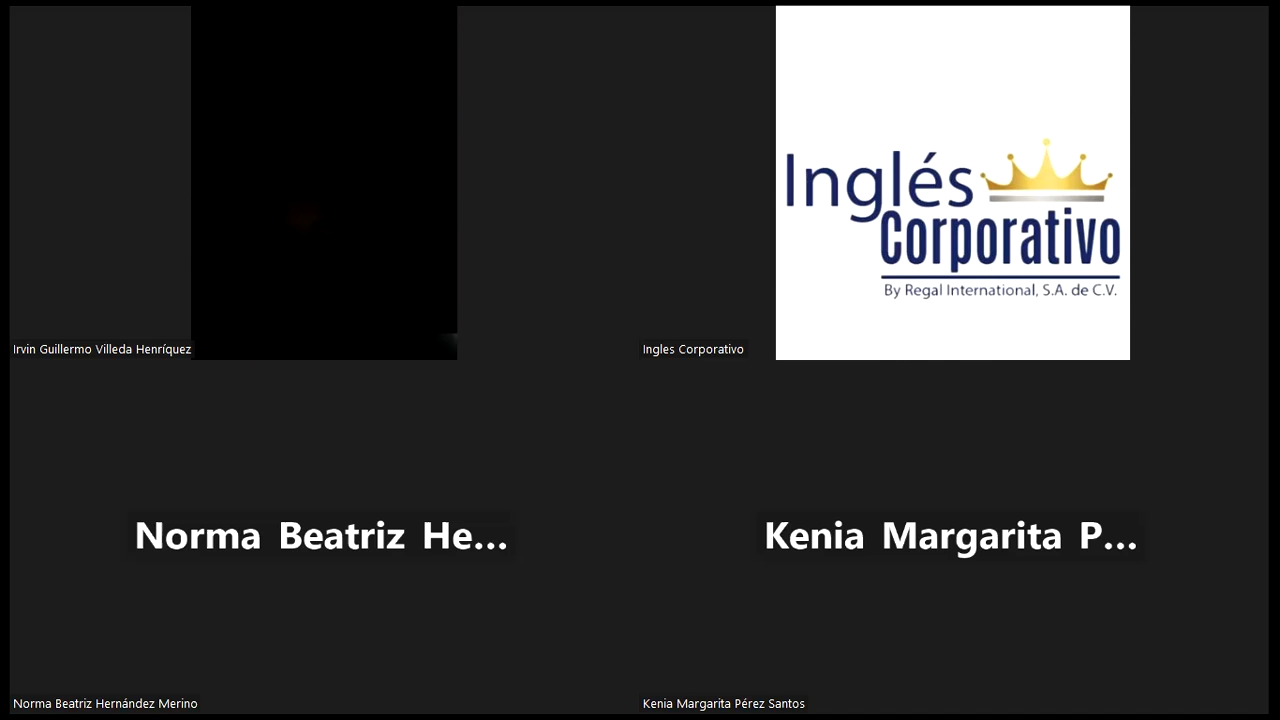 Inglés
Corporativo
By Regal International, S.A. de C.V.
Irvin Guillermo Villeda Henríquez
Ingles Corporativo
Norma Beatriz He...
Kenia Margarita P...
Norma Beatriz Hernández Merino
Kenia Margarita Pérez Santos